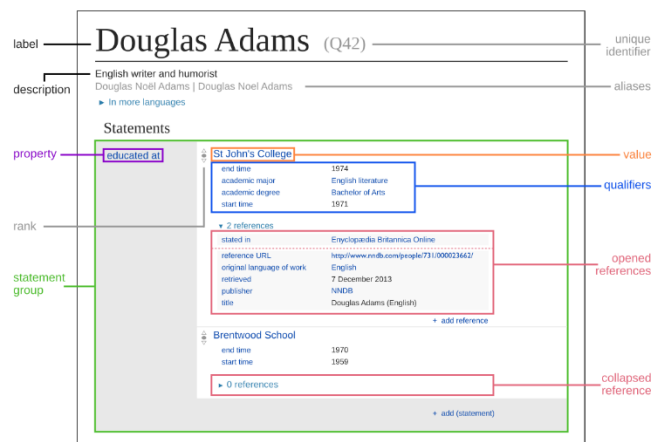 Douglas Adams (Q42)
label
unique
identifier
English writer and humorist
description
Douglas Noël Adams | Douglas Noel Adams
aliases
► In more languages
Statements
property
educated at
St John's College
value
end time 1974
academic major English literature
academic degree Bachelor of Arts
start time 1971
qualifiers
rank
▼ 2 references
stated in Enyclopædia Britannica Online
reference URL http://www.nndb.com/people/731/000023662/
original language of work English
retrieved 7 December 2013
publisher NNDB
title Douglas Adams (English)
opened
references
statement
group
+ add reference
Brentwood School
end time 1970
start time 1959
► 0 references
collapsed
reference
+ add (statement)